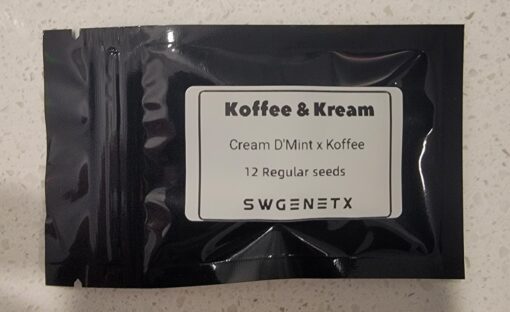 Koffee & Kream
Cream D'Mint x Koffee
12 Regular seeds
SWGENETX